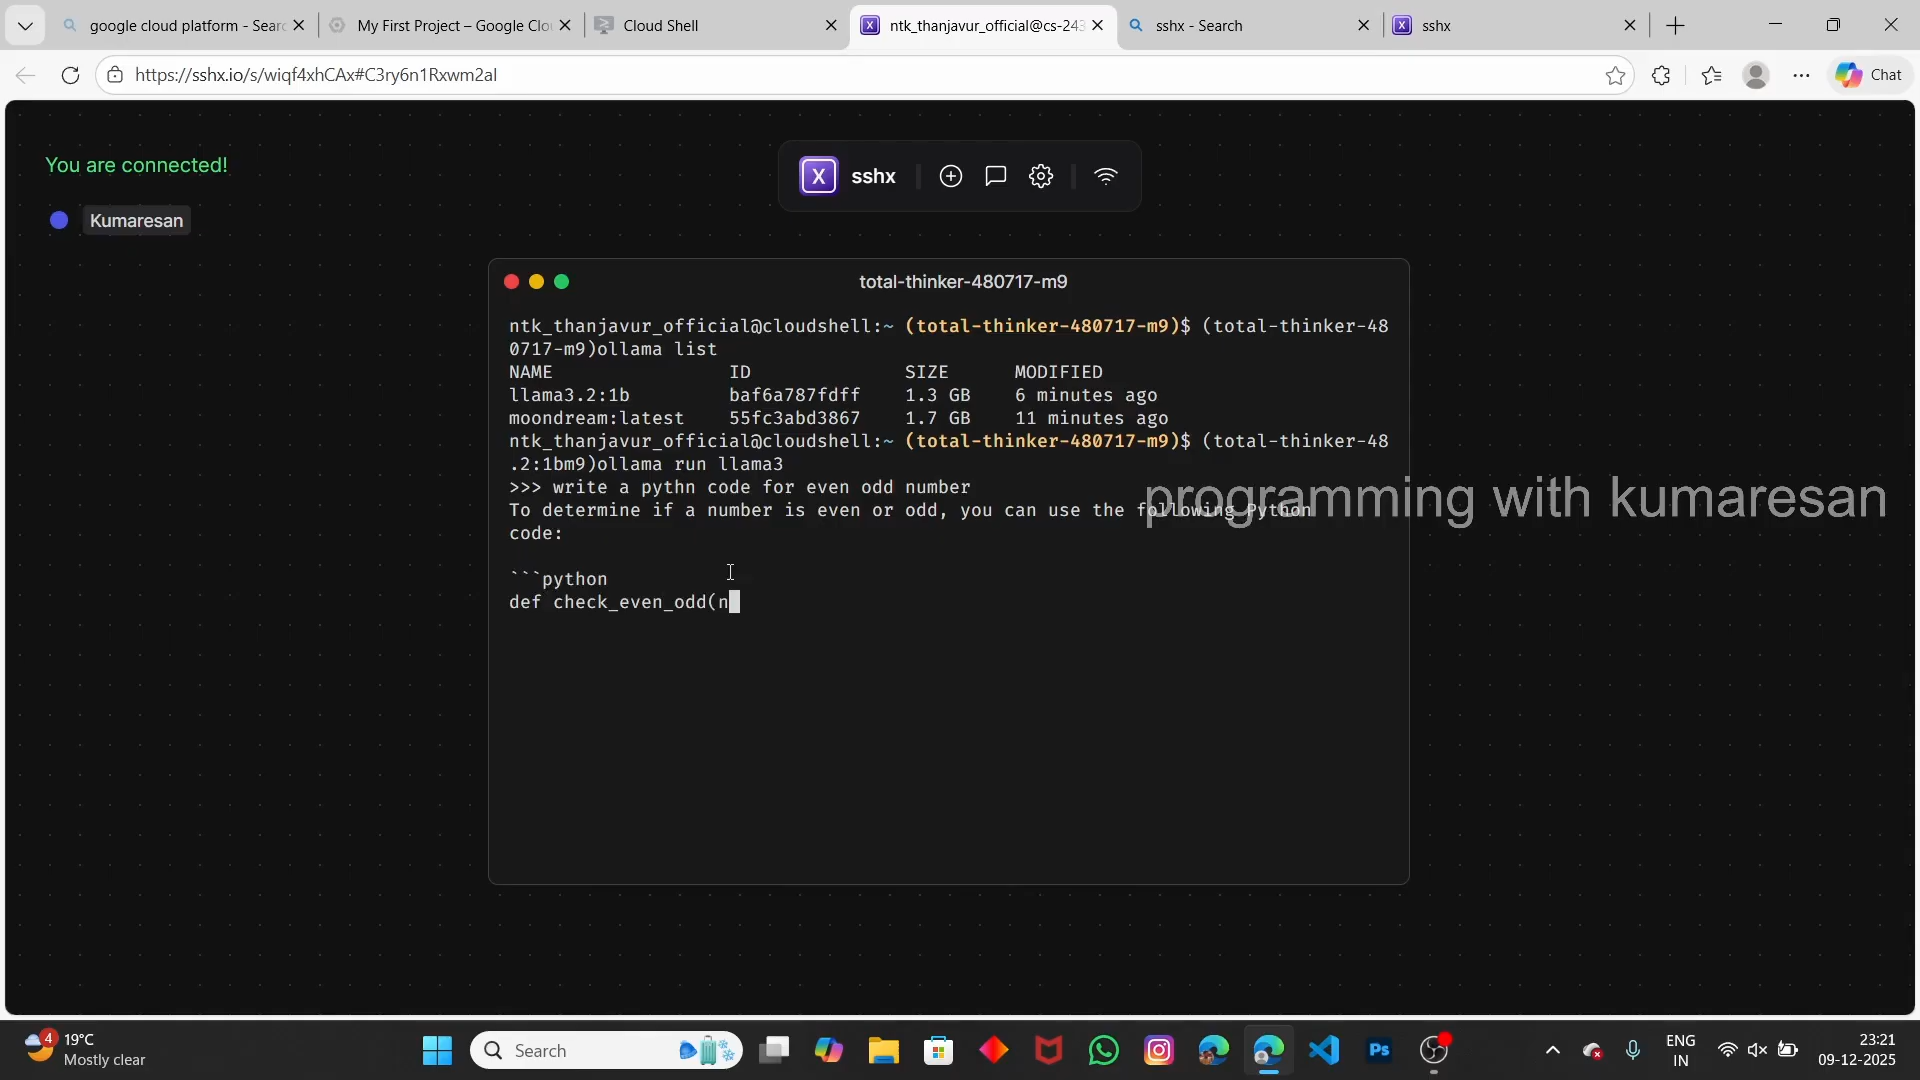 google cloud platform - Sear
My First Project – Google Clo
Cloud Shell
ntk_thanjavur_official@cs-243
sshx - Search
sshx
https://sshx.io/s/wiqf4xhCAx#C3ry6n1Rxwm2al
Chat
You are connected!
X sshx
Kumaresan
total-thinker-480717-m9
ntk_thanjavur_official@cloudshell:~ (total-thinker-480717-m9)$ (total-thinker-48
0717-m9)ollama list
NAME ID SIZE MODIFIED
llama3.2:1b baf6a787fdff 1.3 GB 6 minutes ago
moondream:latest 55fc3abd3867 1.7 GB 11 minutes ago
ntk_thanjavur_official@cloudshell:~ (total-thinker-480717-m9)$ (total-thinker-48
.2:1bm9)ollama run llama3
>>> write a pythn code for even odd number
programming with kumaresan
To determine if a number is even or odd, you can use the following Python
code:
```python
def check_even_odd(n
4
19°C
Mostly clear
Search
Ps
ENG
IN
23:21
09-12-2025